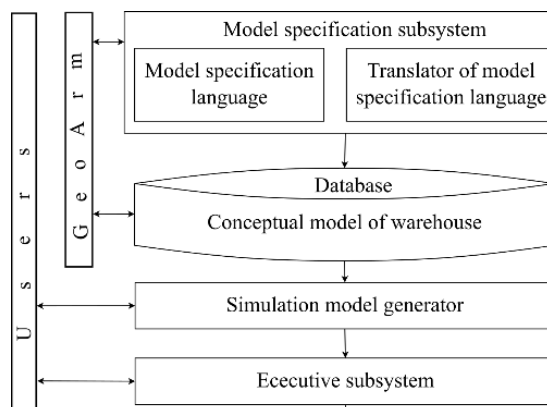 Users
GeoArm
Model specification subsystem
Model specification
language
Translator of model
specification language
Database
Conceptual model of warehouse
Simulation model generator
Ececutive subsystem